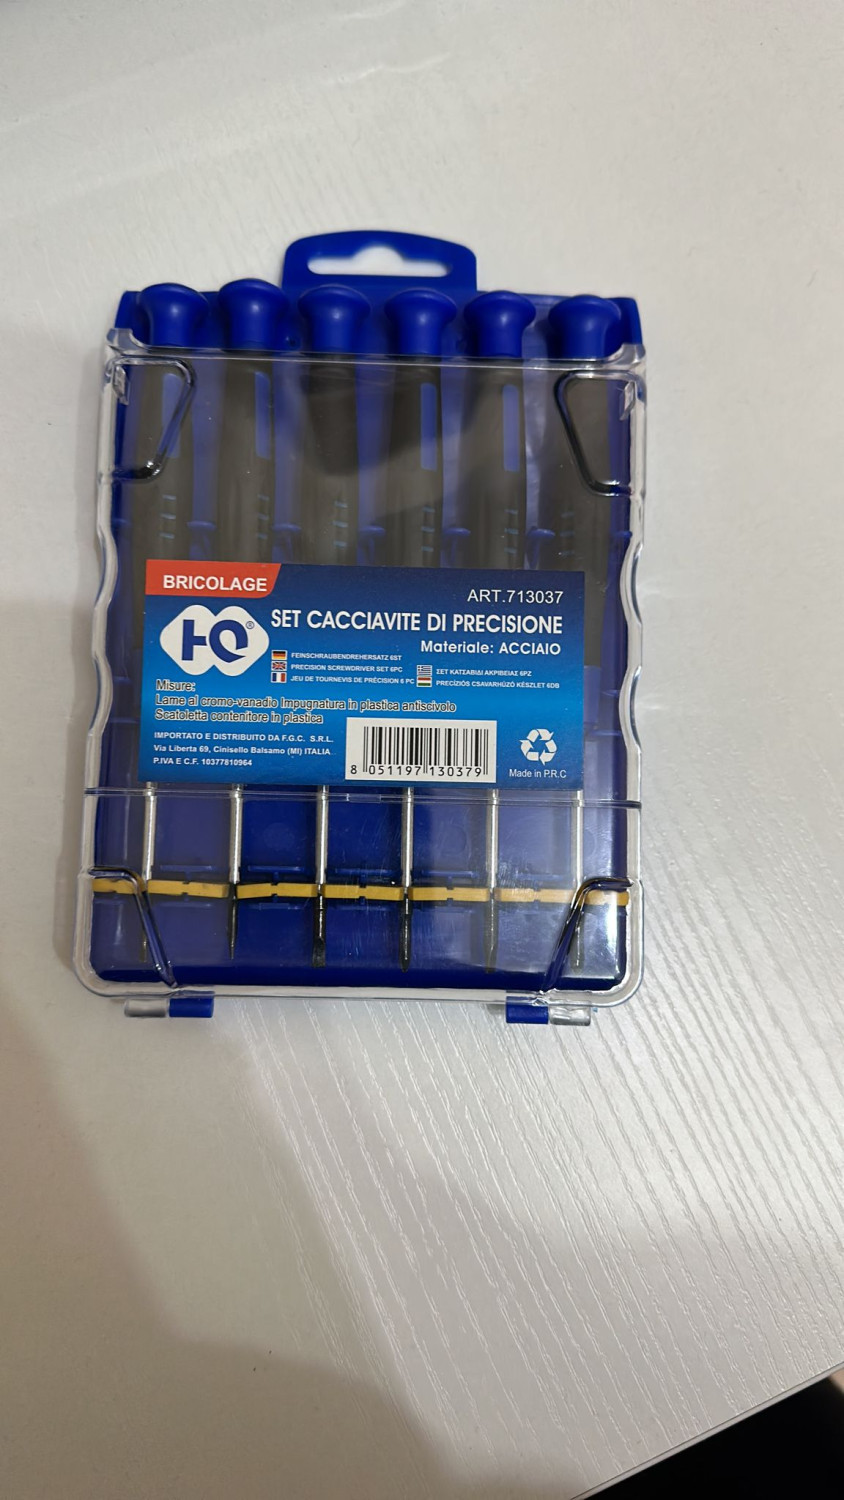 BRICOLAGE
ART.713037
HQ®
SET CACCIAVITE DI PRECISIONE
Materiale: ACCIAIO
FEINSCHRAUBENDREHERSATZ 6ST
PRECISION SCREWDRIVER SET 6PC
JEU DE TOURNEVIS DE PRÉCISION 6 PC
ΣΕΤ ΚΑΤΣΑΒΙΔΙ ΑΚΡΙΒΕΙΑΣ 6PZ
PRECÍZIÓS CSAVARHÚZÓ KÉSZLET 6DB
Misure:
Lame al cromo-vanadio Impugnatura in plastica antiscivolo
Scatoletta contenitore in plastica
IMPORTATO E DISTRIBUITO DA F.G.C. S.R.L.
Via Liberta 69, Cinisello Balsamo (MI) ITALIA
P.IVA E C.F. 10377810964
8 051197 130379
Made in P.R.C